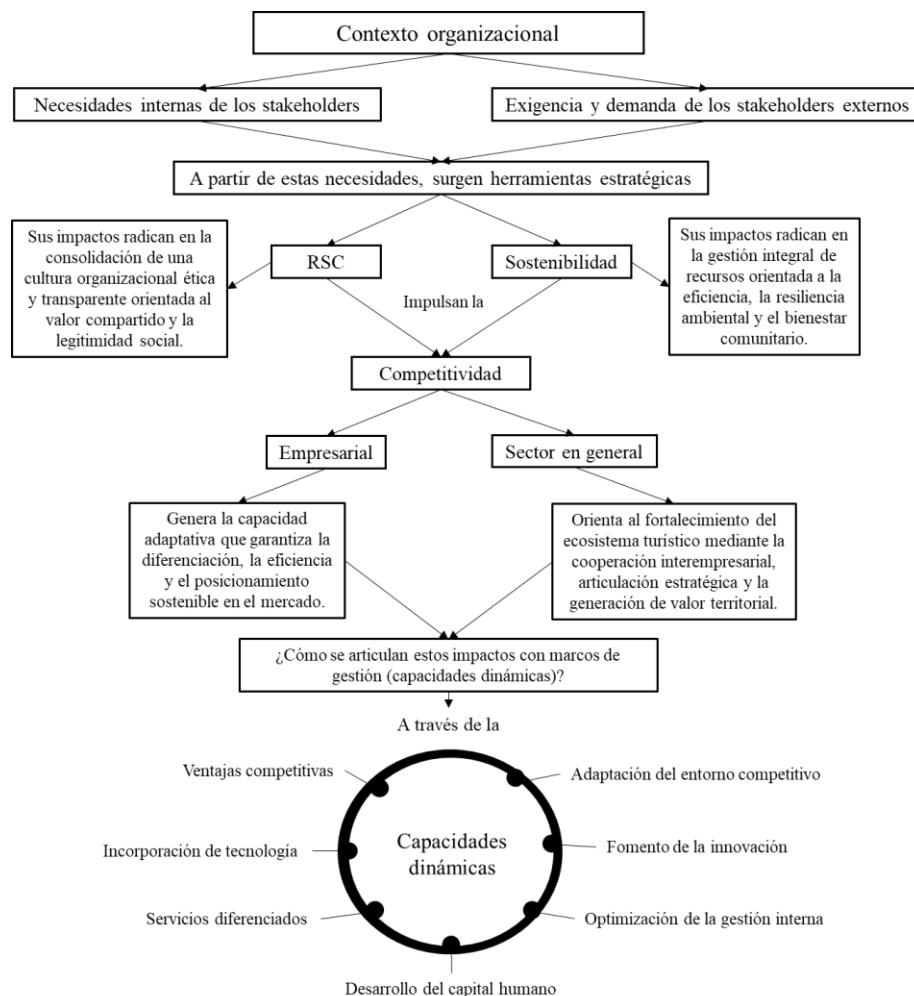 Contexto organizacional
Necesidades internas de los stakeholders
Exigencia y demanda de los stakeholders externos
A partir de estas necesidades, surgen herramientas estratégicas
Sus impactos radican en la
consolidación de una
cultura organizacional ética
y transparente orientada al
valor compartido y la
legitimidad social.
RSC
Sostenibilidad
Sus impactos radican en
la gestión integral de
recursos orientada a la
eficiencia, la resiliencia
ambiental y el bienestar
comunitario.
Impulsan la
Competitividad
Empresarial
Sector en general
Genera la capacidad
adaptativa que garantiza la
diferenciación, la eficiencia
y el posicionamiento
sostenible en el mercado.
Orienta al fortalecimiento del
ecosistema turístico mediante la
cooperación interempresarial,
articulación estratégica y la
generación de valor territorial.
¿Cómo se articulan estos impactos con marcos de
gestión (capacidades dinámicas)?
A través de la
Ventajas competitivas
Adaptación del entorno competitivo
Incorporación de tecnología
Capacidades
dinámicas
Fomento de la innovación
Servicios diferenciados
Optimización de la gestión interna
Desarrollo del capital humano